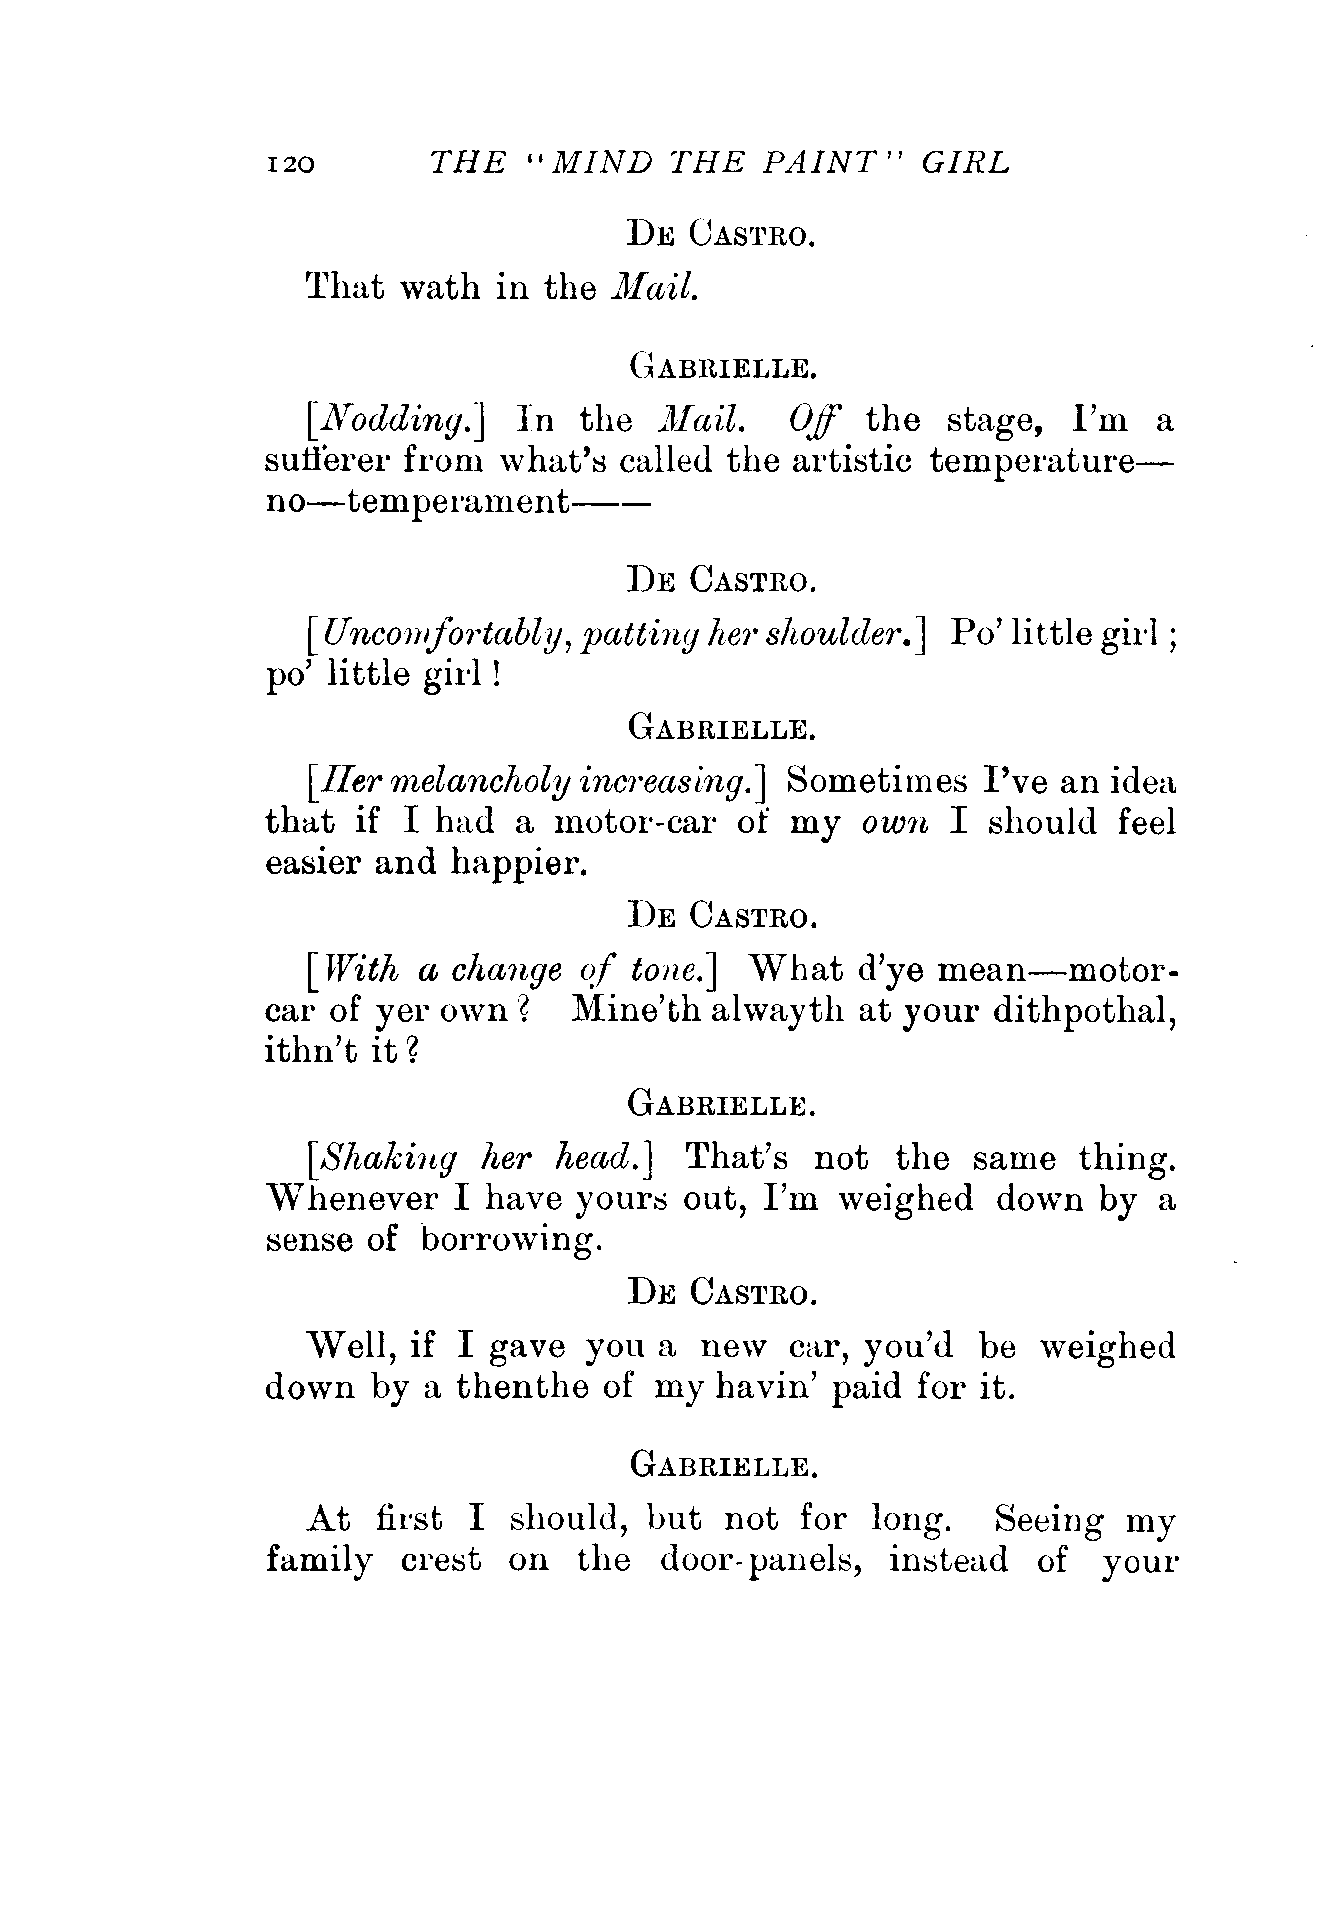 120 THE "MIND THE PAINT" GIRL
DE CASTRO.
That wath in the Mail.
GABRIELLE.
[Nodding.] In the Mail. Off the stage, I'm a
sufferer from what's called the artistic temperature—
no—temperament——
DE CASTRO.
[Uncomfortably, patting her shoulder.] Po' little girl;
po' little girl!
GABRIELLE.
[Her melancholy increasing.] Sometimes I've an idea
that if I had a motor-car of my own I should feel
easier and happier.
DE CASTRO.
[With a change of tone.] What d'ye mean—motor-
car of yer own? Mine'th alwayth at your dithpothal,
ithn't it?
GABRIELLE.
[Shaking her head.] That's not the same thing.
Whenever I have yours out, I'm weighed down by a
sense of borrowing.
DE CASTRO.
Well, if I gave you a new car, you'd be weighed
down by a thenthe of my havin' paid for it.
GABRIELLE.
At first I should, but not for long. Seeing my
family crest on the door-panels, instead of your